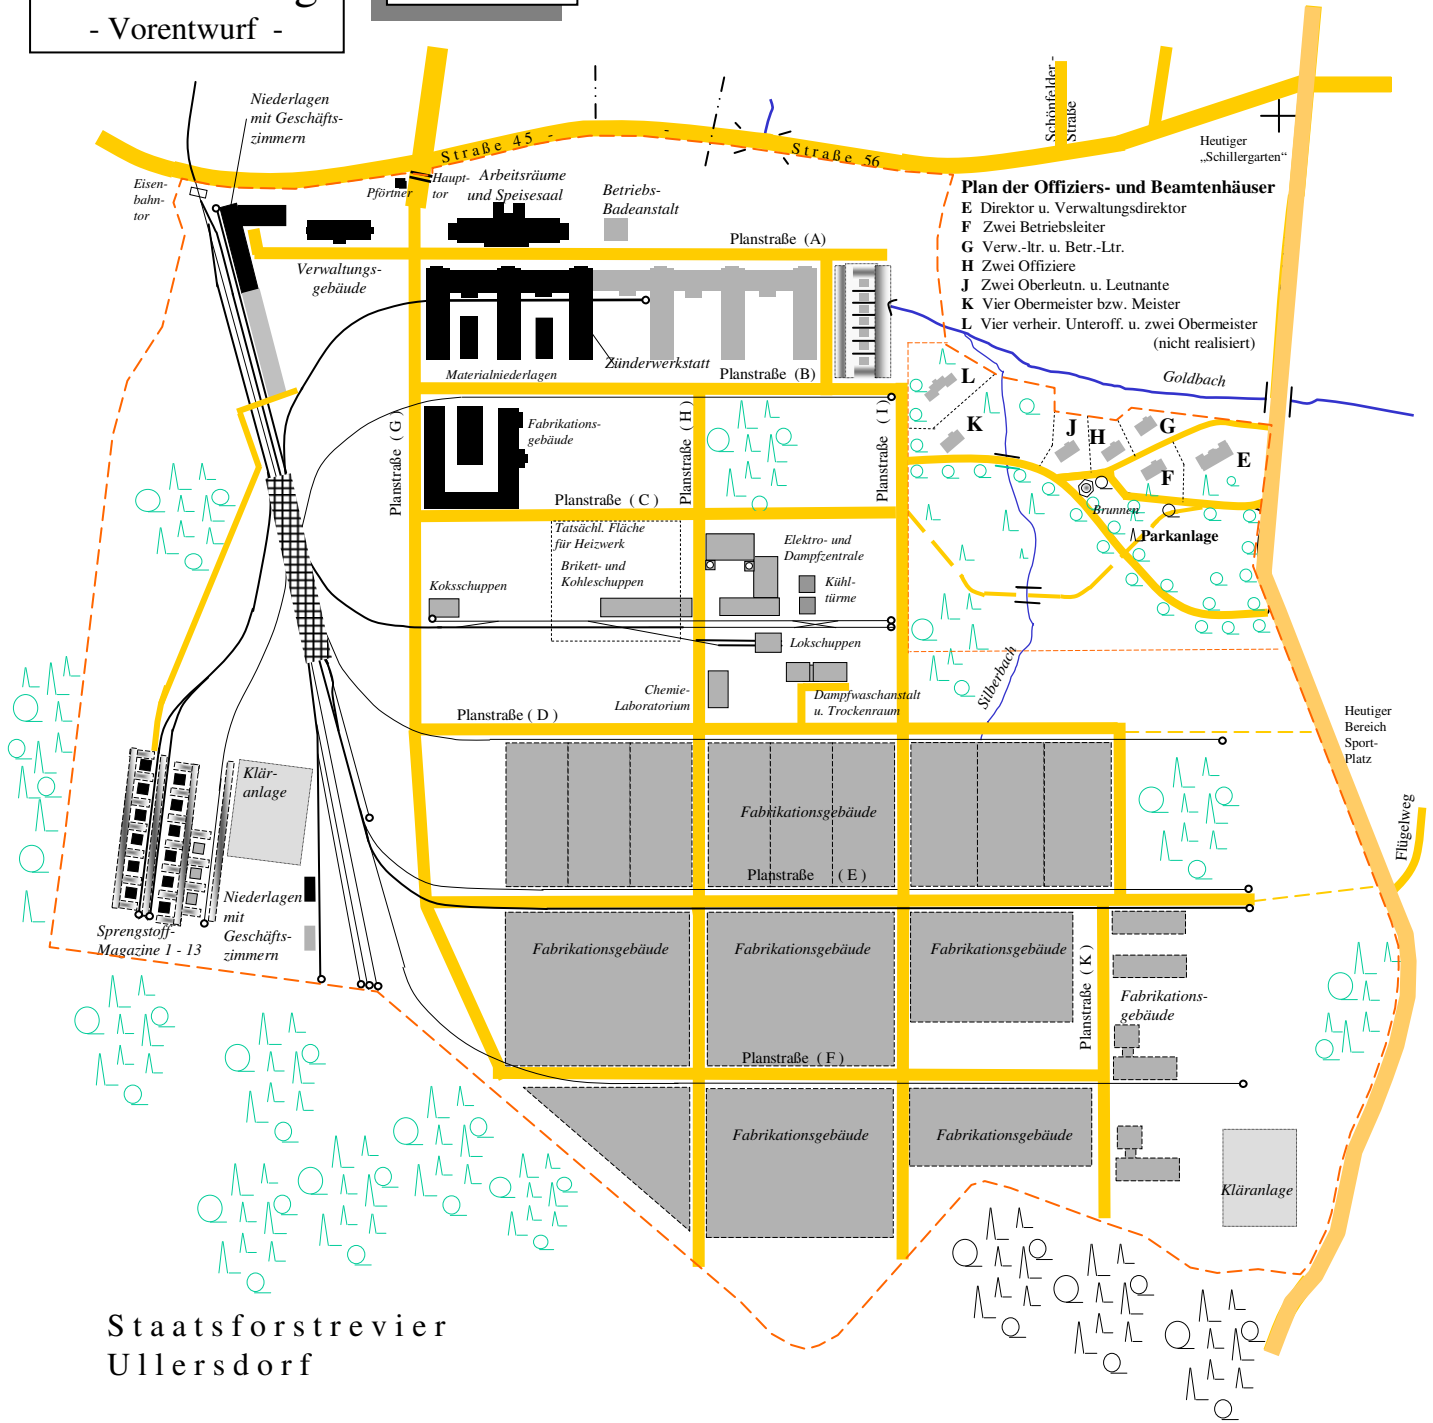 - Vorentwurf -
Niederlagen
mit Geschäfts-
zimmern
Straße 45 -
-
Straße 56
Schönfelder -
Straße
Heutiger
„Schillergarten“
Eisen-
bahn-
tor
Pförtner
Haupt-
tor
Arbeitsräume
und Speisesaal
Betriebs-
Badeanstalt
Plan der Offiziers- und Beamtenhäuser
E Direktor u. Verwaltungsdirektor
F Zwei Betriebsleiter
G Verw.-ltr. u. Betr.-Ltr.
H Zwei Offiziere
J Zwei Oberleutn. u. Leutnante
K Vier Obermeister bzw. Meister
L Vier verheir. Unteroff. u. zwei Obermeister
(nicht realisiert)
Planstraße (A)
Verwaltungs-
gebäude
Zünderwerkstatt
Materialniederlagen
Planstraße (B)
Goldbach
L
K
J
H
G
F
E
Planstraße ( G )
Fabrikations-
gebäude
Planstraße ( H )
Planstraße ( I )
Planstraße ( C )
Brunnen
Parkanlage
Tatsächl. Fläche
für Heizwerk
Brikett- und
Kohleschuppen
Elektro- und
Dampfzentrale
Kühl-
türme
Koksschuppen
Lokschuppen
Silberbach
Chemie-
Laboratorium
Dampfwaschanstalt
u. Trockenraum
Planstraße ( D )
Heutiger
Bereich
Sport-
Platz
Flügelweg
Klär-
anlage
Fabrikationsgebäude
Planstraße ( E )
Niederlagen
mit
Geschäfts-
zimmern
Sprengstoff-
Magazine 1 - 13
Fabrikationsgebäude
Fabrikationsgebäude
Fabrikationsgebäude
Planstraße ( K )
Fabrikations-
gebäude
Planstraße ( F )
Fabrikationsgebäude
Fabrikationsgebäude
Kläranlage
Staatsforstrevier
Ullersdorf